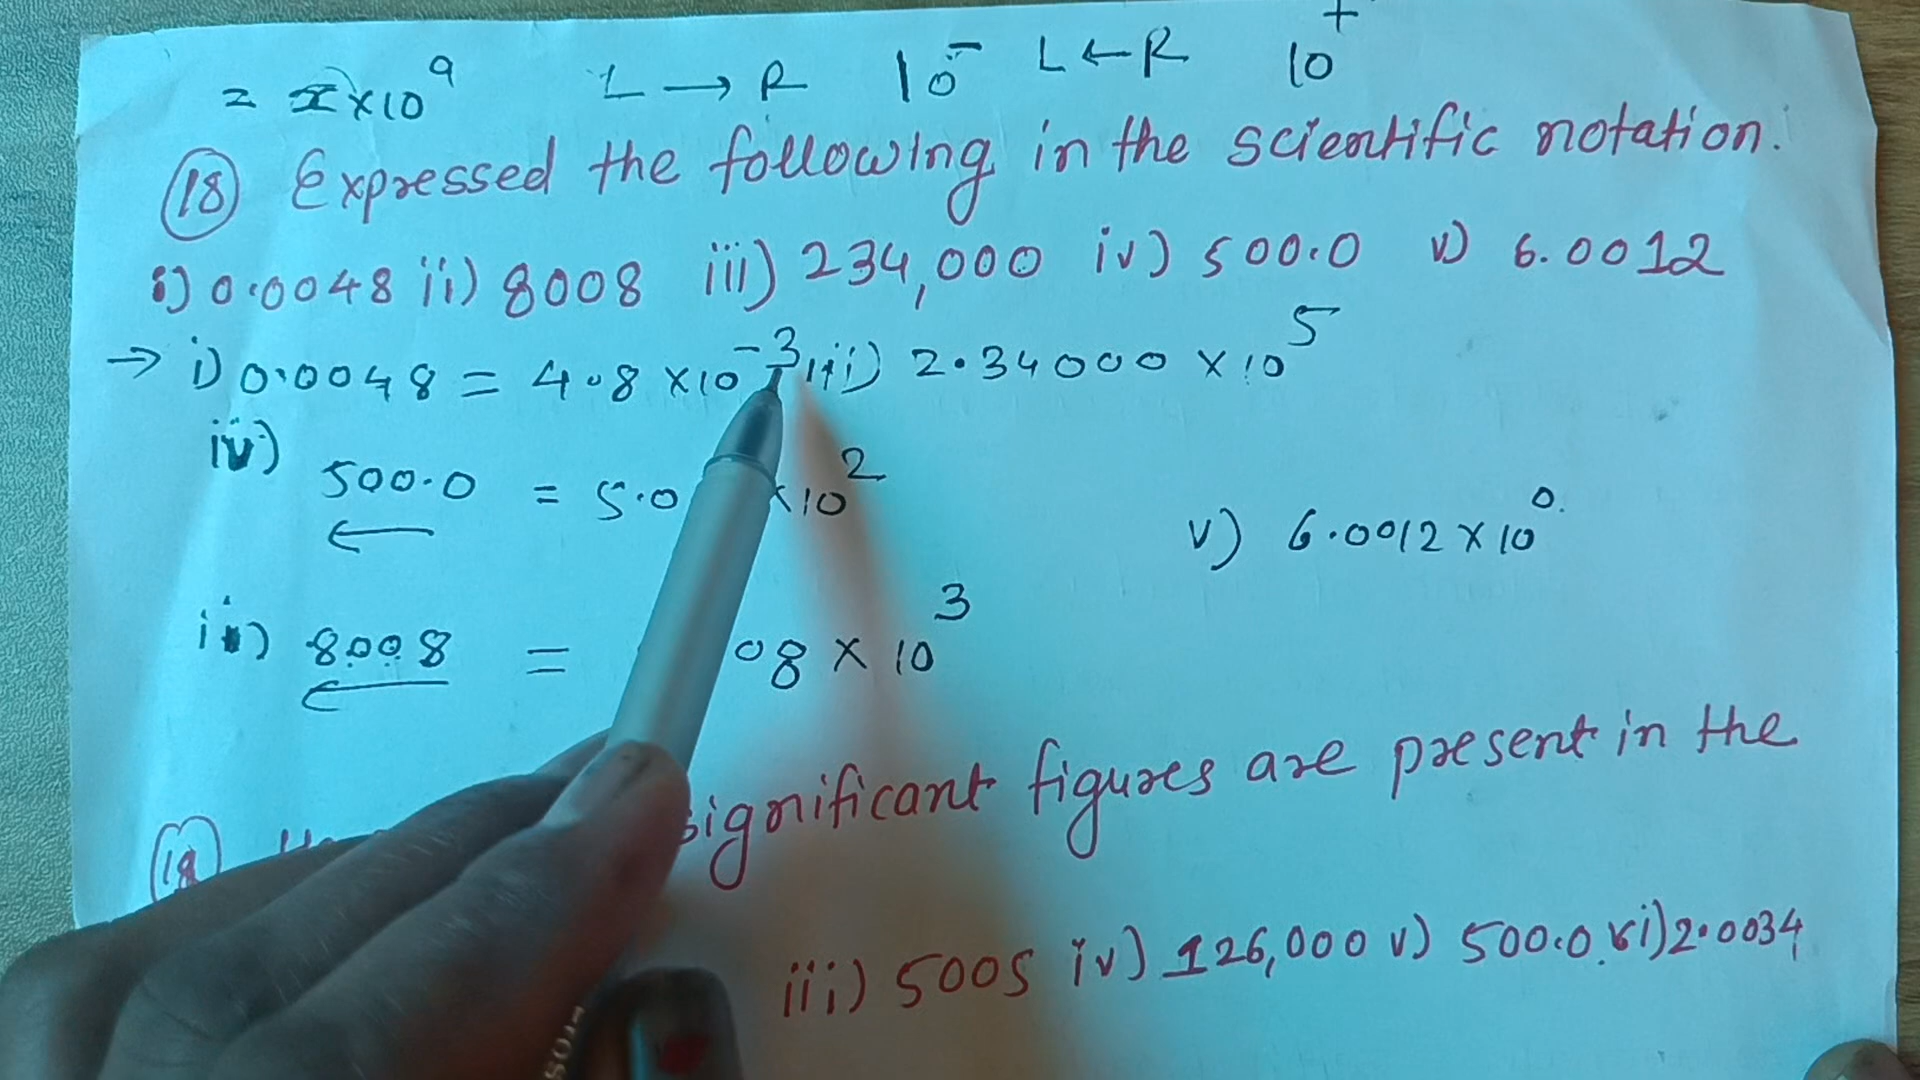 = x×10⁹ L → R 10⁻ L ← R 10⁺
18 Expressed the following in the scientific notation.
i) 0.0048 ii) 8008 iii) 234,000 iv) 500.0 v) 6.0012
→ i) 0.0048 = 4.8 ×10⁻³ iii) 2.34000 × 10⁵
iv) 500.0 = 5.0 ×10²
v) 6.0012 × 10⁰.
ii) 8008 = 08 × 10³
significant figures are present in the
iii) 5005 iv) 126,000 v) 500.0 vi) 2.0034